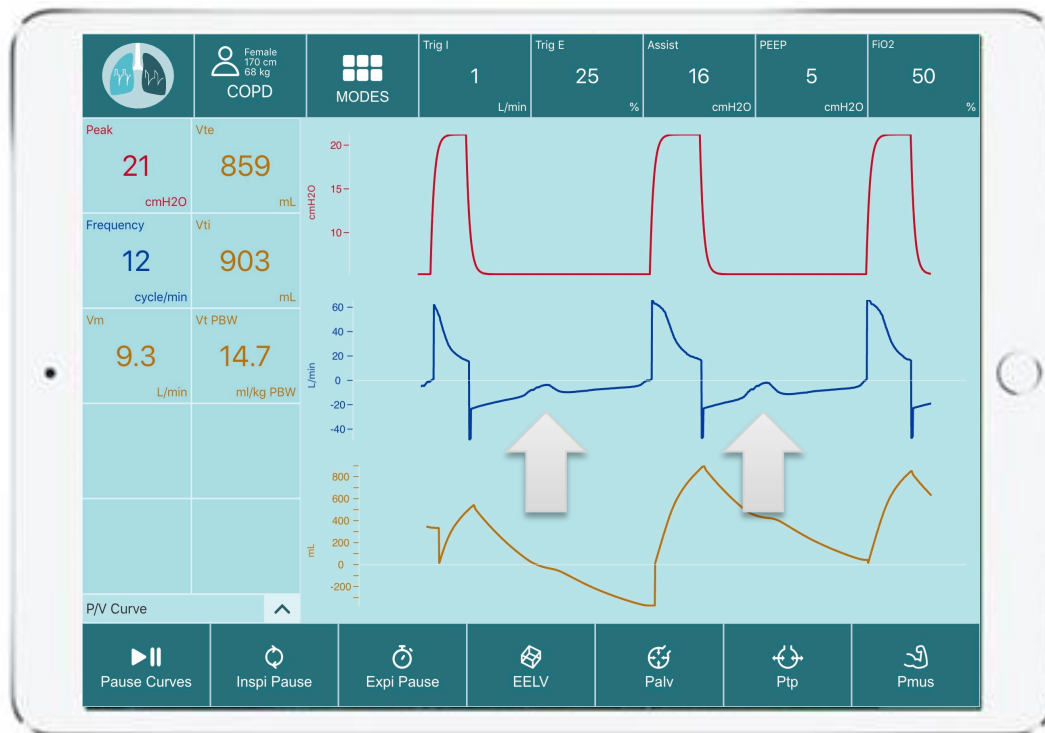 Female
170 cm
68 kg
COPD
MODES
Trig I
1
L/min
Trig E
25
%
Assist
16
cmH2O
PEEP
5
cmH2O
FiO2
50
%
Peak
21
cmH2O
Vte
859
mL
Frequency
12
cycle/min
Vti
903
mL
Vm
9.3
L/min
Vt PBW
14.7
ml/kg PBW
P/V Curve
20
15
10
cmH2O
60
40
20
0
-20
-40
L/min
800
600
400
200
0
-200
mL
Pause Curves
Inspi Pause
Expi Pause
EELV
Palv
Ptp
Pmus